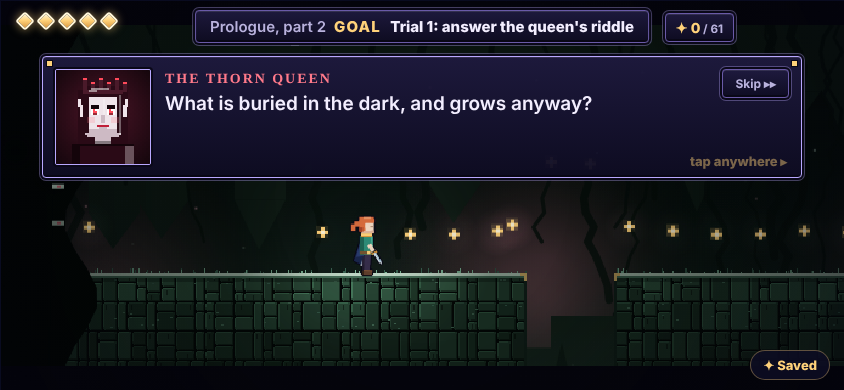 Prologue, part 2 GOAL Trial 1: answer the queen's riddle
✦ 0 / 61
THE THORN QUEEN
What is buried in the dark, and grows anyway?
Skip ▸▸
tap anywhere ▸
✦ Saved